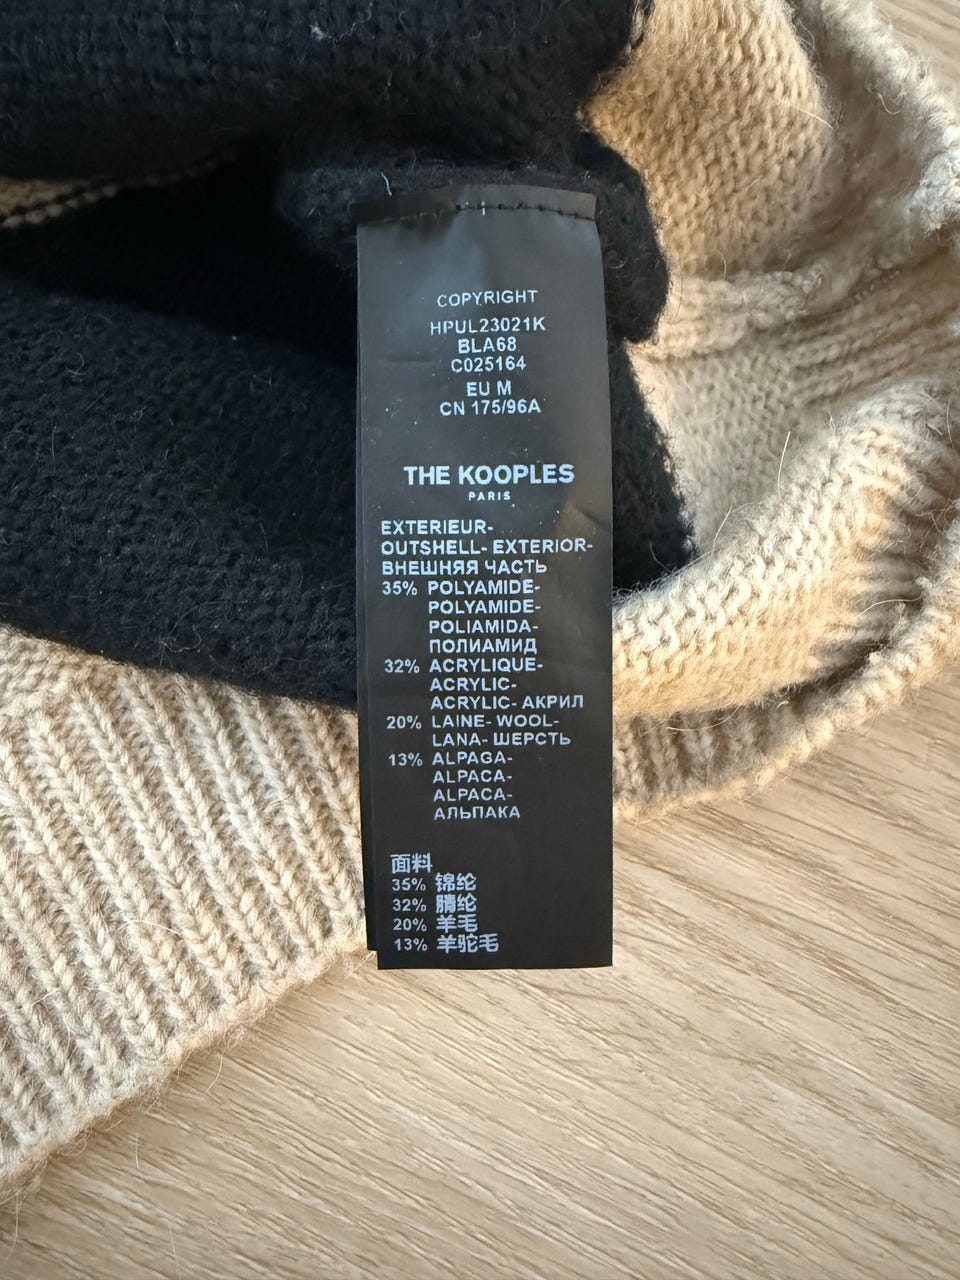 COPYRIGHT
HPUL23021K
BLA68
C025164
EU M
CN 175/96A
THE KOOPLES
PARIS
EXTERIEUR-
OUTSHELL- EXTERIOR-
ВНЕШНЯЯ ЧАСТЬ
35% POLYAMIDE-
POLYAMIDE-
POLIAMIDA-
ПОЛИАМИД
32% ACRYLIQUE-
ACRYLIC-
ACRYLIC- АКРИЛ
20% LAINE- WOOL-
LANA- ШЕРСТЬ
13% ALPAGA-
ALPACA-
ALPACA-
АЛЬПАКА
面料
35% 锦纶
32% 腈纶
20% 羊毛
13% 羊驼毛